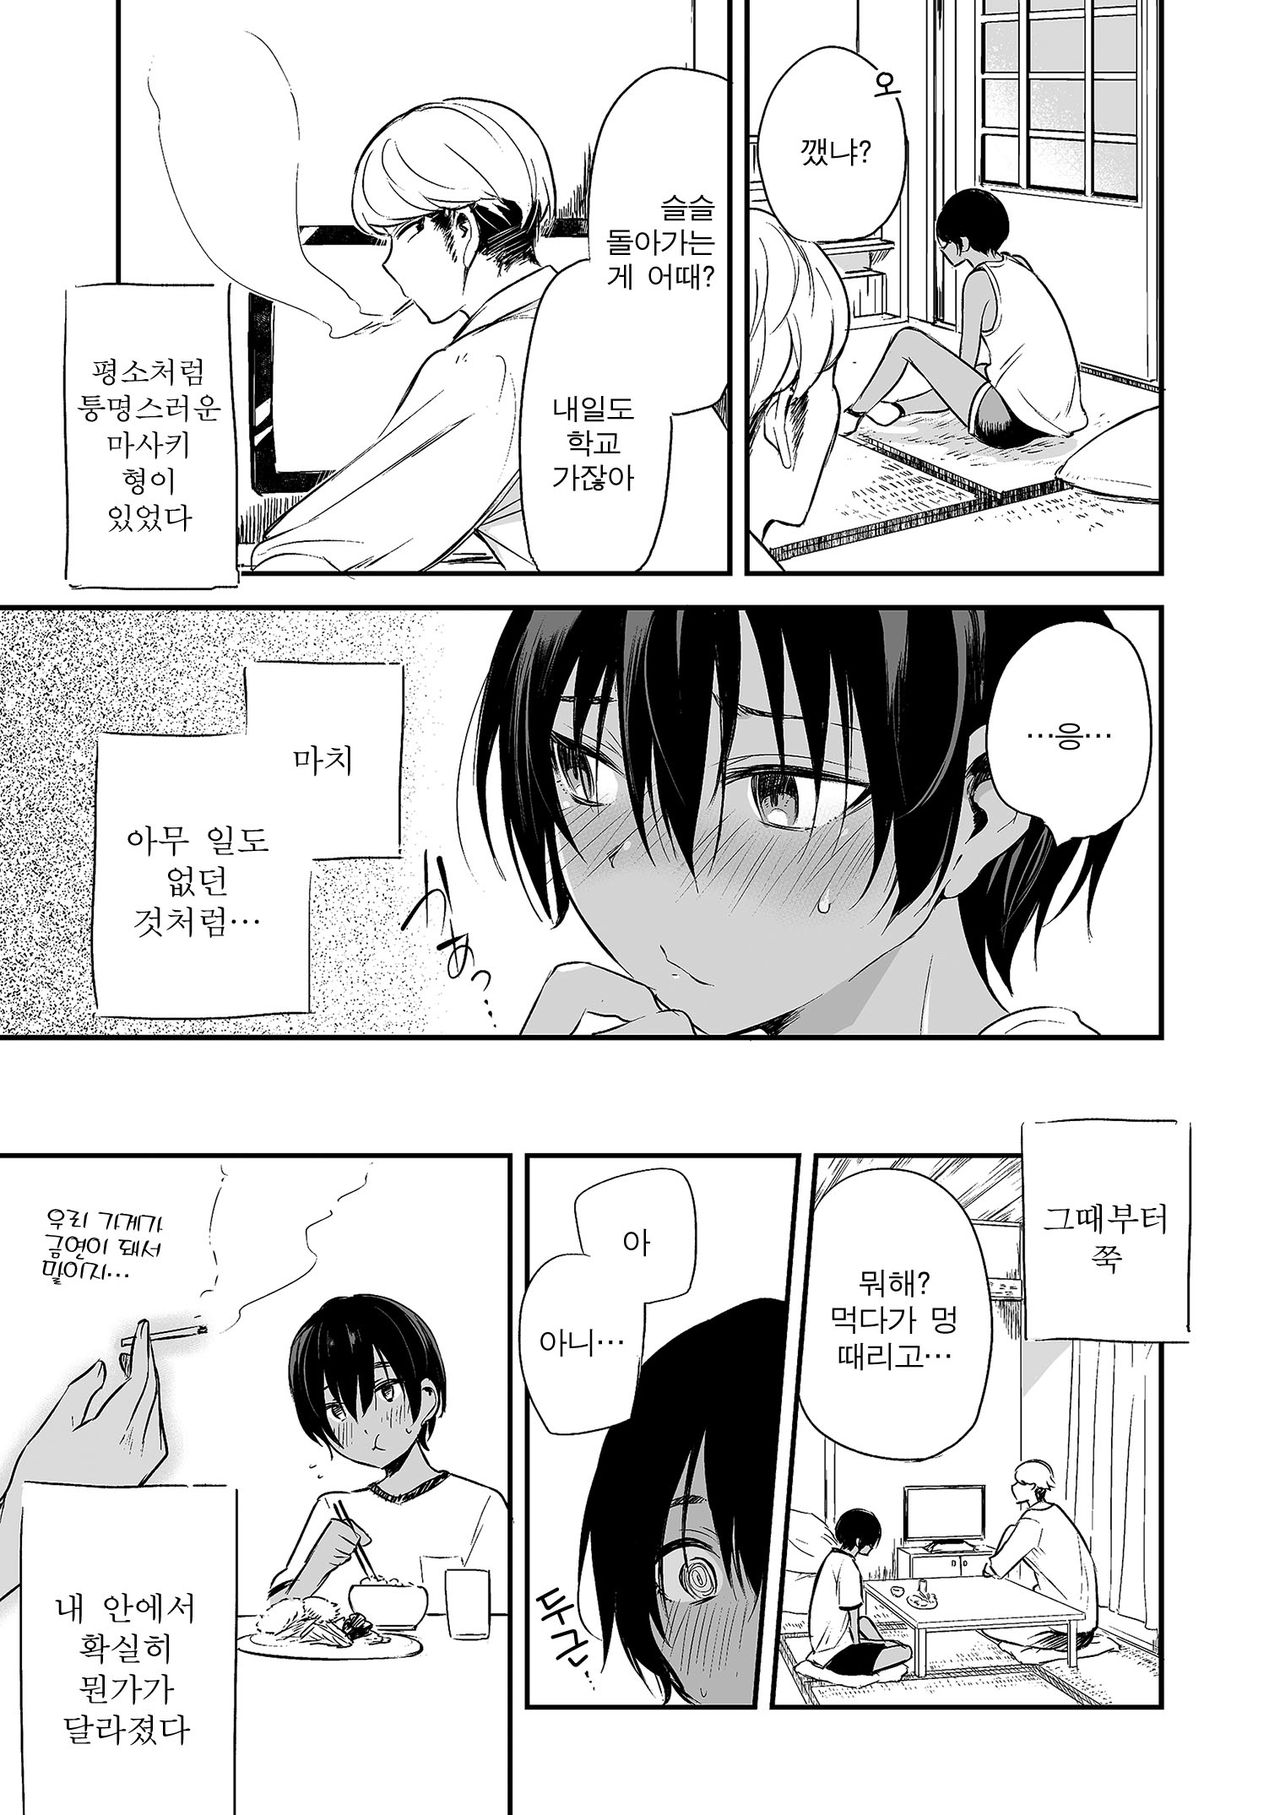 오
깼냐?
슬슬
돌아가는
게 어때?
내일도
학교
가잖아
평소처럼
퉁명스러운
마사키
형이
있었다
…응…
마치
아무 일도
없던
것처럼…
かあっ…
그때부터
쭉
뭐해?
먹다가 멍
때리고…
아
아니…
두근…
우리 가게가
금연이 돼서
말이지…
내 안에서
확실히
뭔가가
달라졌다